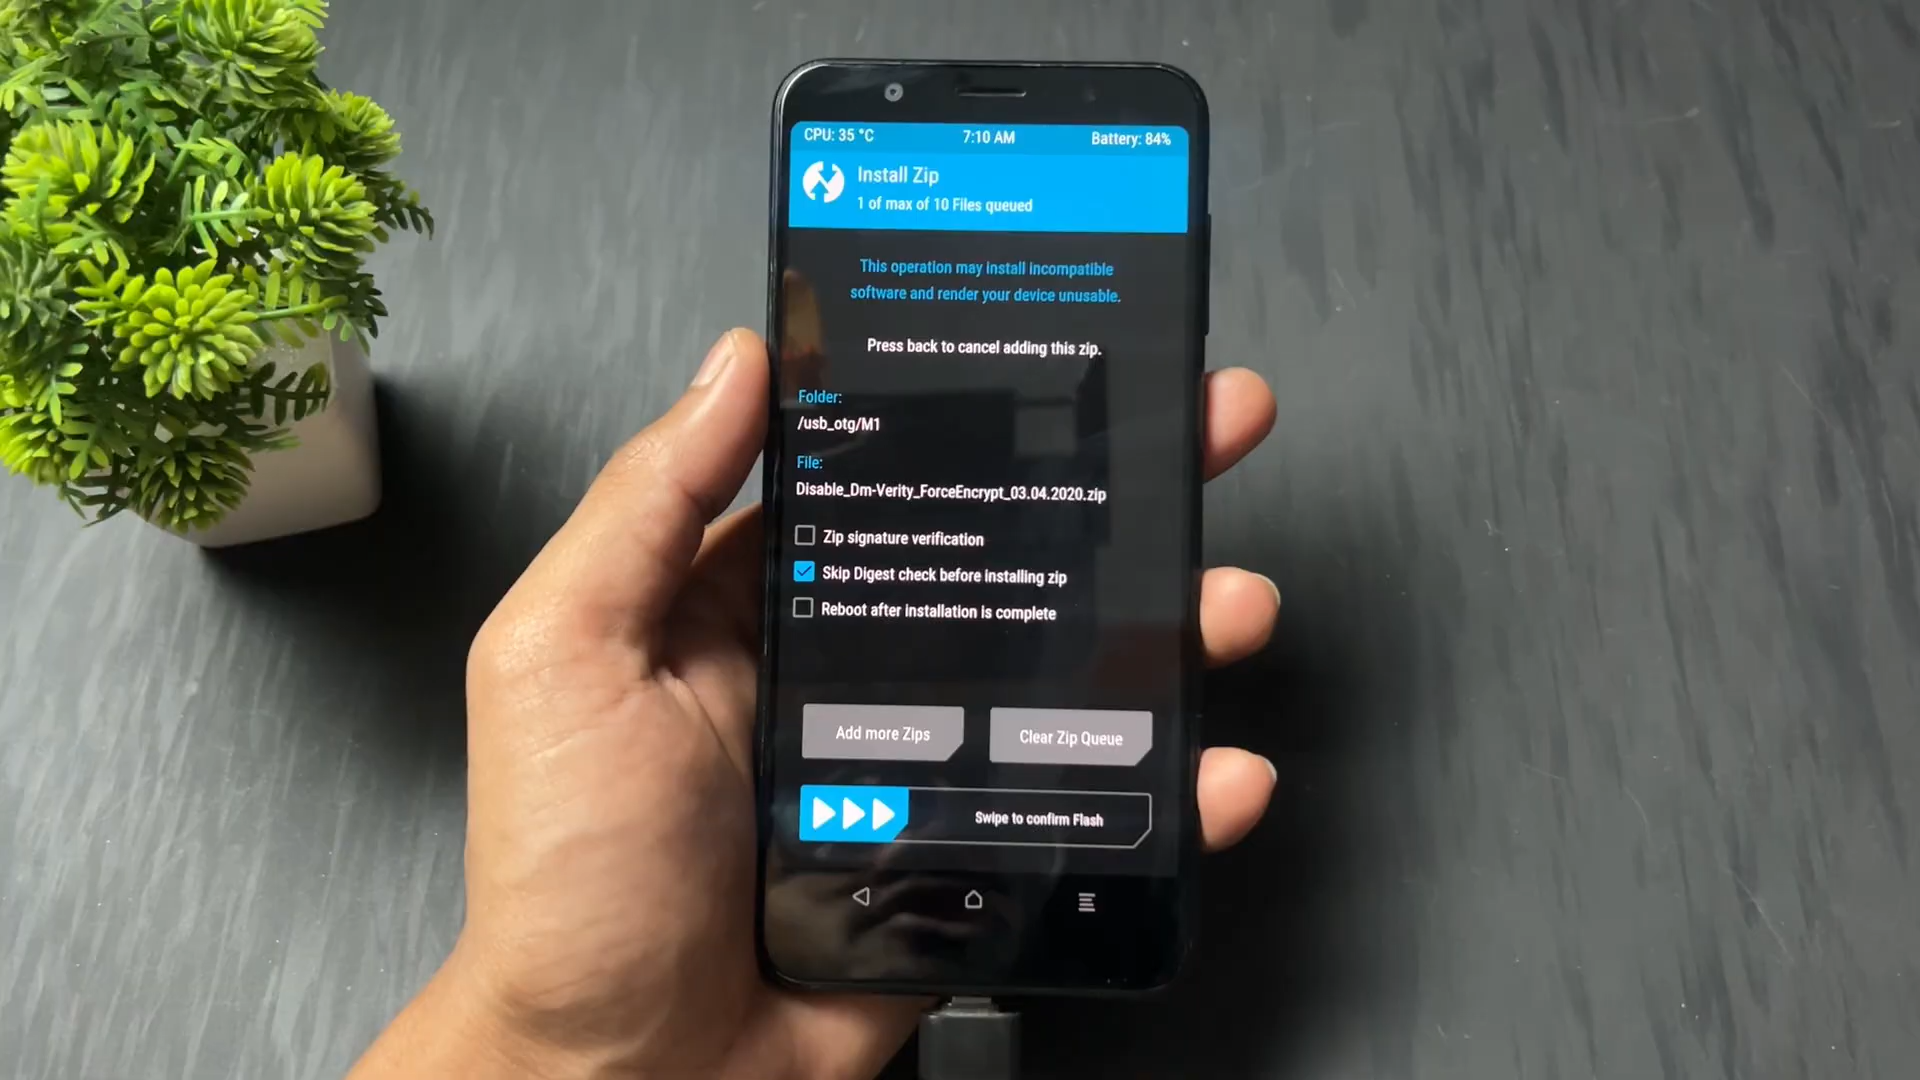 CPU: 35 °C 7:10 AM Battery: 84%
Install Zip
1 of max of 10 Files queued
This operation may install incompatible
software and render your device unusable.
Press back to cancel adding this zip.
Folder:
/usb_otg/M1
File:
Disable_Dm-Verity_ForceEncrypt_03.04.2020.zip
Zip signature verification
Skip Digest check before installing zip
Reboot after installation is complete
Add more Zips Clear Zip Queue
Swipe to confirm Flash